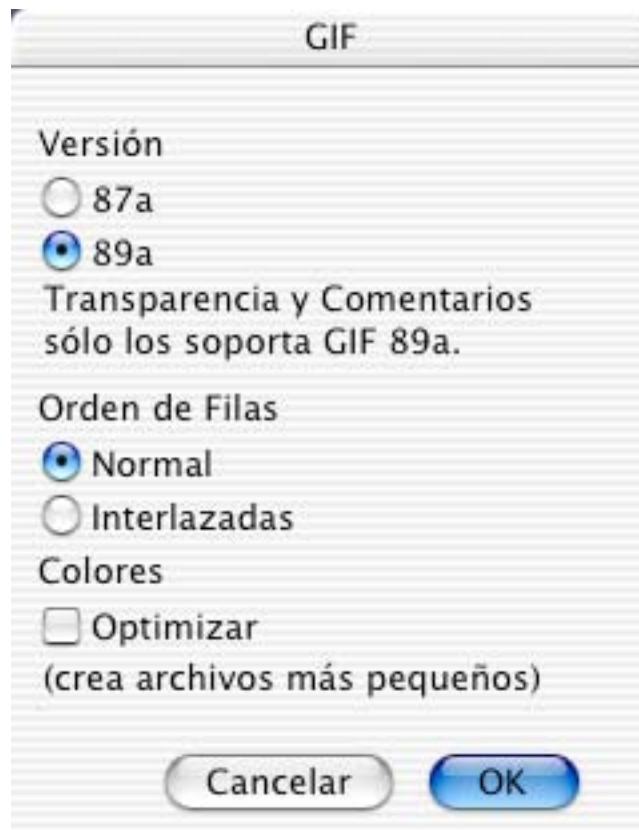 GIF
Versión
87a
89a
Transparencia y Comentarios
sólo los soporta GIF 89a.
Orden de Filas
Normal
Interlazadas
Colores
Optimizar
(crea archivos más pequeños)
Cancelar OK